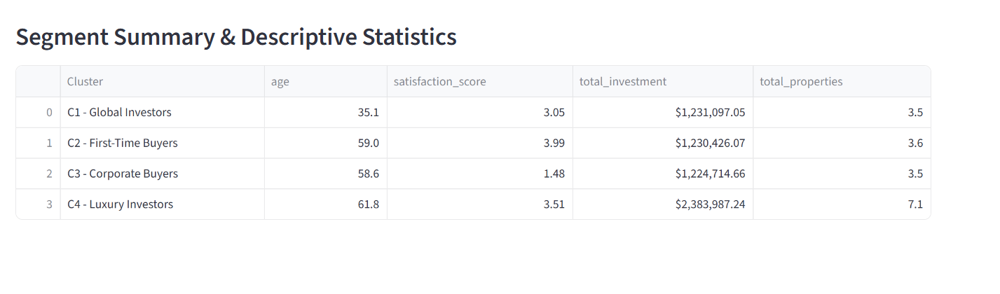 Segment Summary & Descriptive Statistics
Cluster age satisfaction_score total_investment total_properties
0 C1 - Global Investors 35.1 3.05 $1,231,097.05 3.5
1 C2 - First-Time Buyers 59.0 3.99 $1,230,426.07 3.6
2 C3 - Corporate Buyers 58.6 1.48 $1,224,714.66 3.5
3 C4 - Luxury Investors 61.8 3.51 $2,383,987.24 7.1